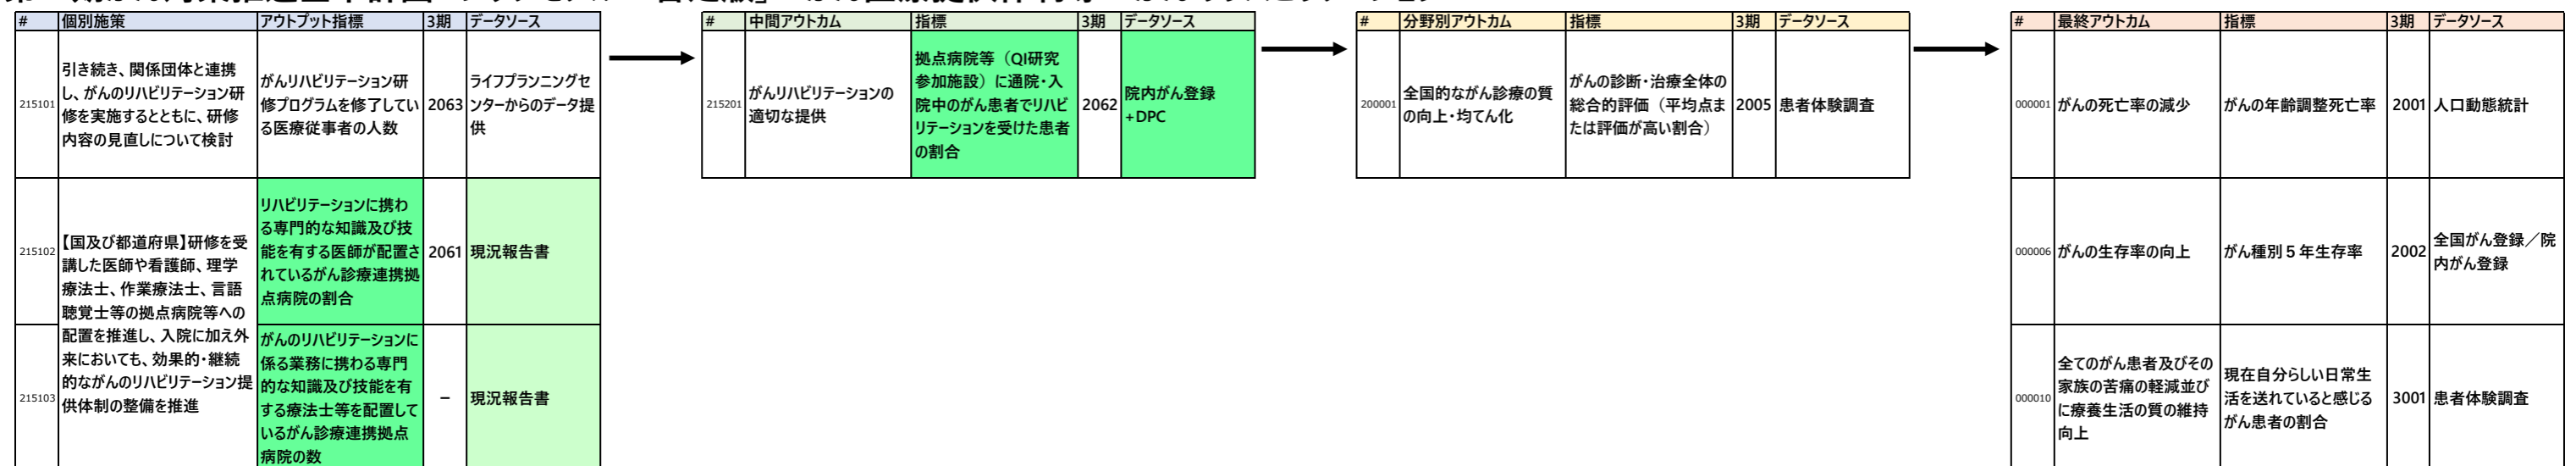 # 個別施策 アウトプット指標 3期 データソース
215101
引き続き、関係団体と連携
し、がんのリハビリテーション研
修を実施するとともに、研修
内容の見直しについて検討
がんリハビリテーション研
修プログラムを修了してい
る医療従事者の人数
2063
ライフプランニングセ
ンターからのデータ提
供
215102
【国及び都道府県】研修を受
講した医師や看護師、理学
療法士、作業療法士、言語
聴覚士等の拠点病院等への
配置を推進し、入院に加え外
来においても、効果的・継続
的ながんのリハビリテーション提
供体制の整備を推進
リハビリテーションに携わ
る専門的な知識及び技
能を有する医師が配置さ
れているがん診療連携拠
点病院の割合
2061
現況報告書
215103
がんのリハビリテーションに
係る業務に携わる専門
的な知識及び技能を有
する療法士等を配置して
いるがん診療連携拠点
病院の数
－
現況報告書
# 中間アウトカム 指標 3期 データソース
215201
がんリハビリテーションの
適切な提供
拠点病院等（QI研究
参加施設）に通院・入
院中のがん患者でリハビ
リテーションを受けた患者
の割合
2062
院内がん登録
+DPC
# 分野別アウトカム 指標 3期 データソース
200001
全国的ながん診療の質
の向上・均てん化
がんの診断・治療全体の
総合的評価（平均点ま
たは評価が高い割合）
2005
患者体験調査
# 最終アウトカム 指標 3期 データソース
000001
がんの死亡率の減少
がんの年齢調整死亡率
2001
人口動態統計
000006
がんの生存率の向上
がん種別５年生存率
2002
全国がん登録／院
内がん登録
000010
全てのがん患者及びその
家族の苦痛の軽減並び
に療養生活の質の維持
向上
現在自分らしい日常生
活を送れていると感じる
がん患者の割合
3001
患者体験調査